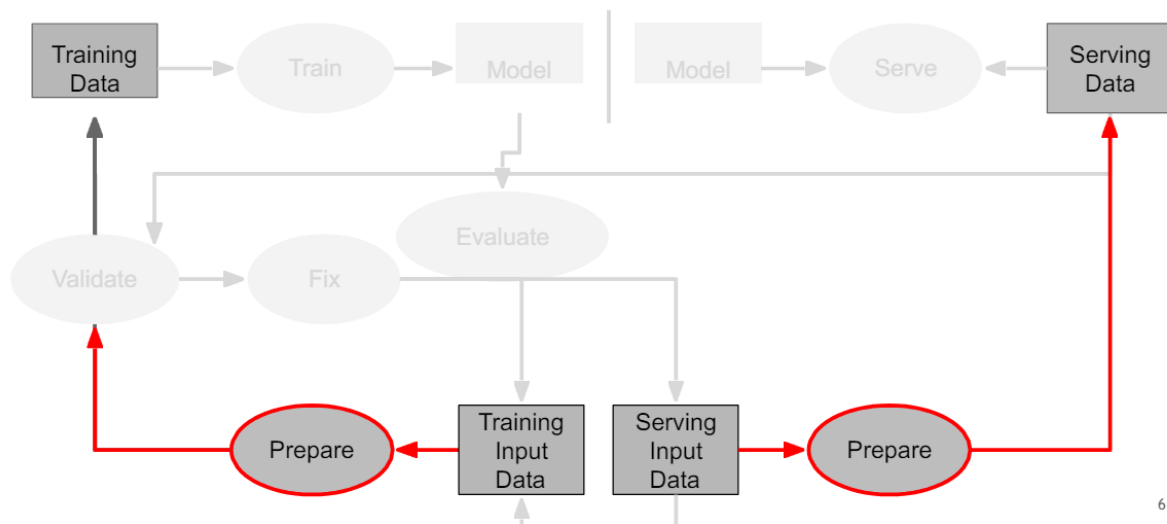 Training
Data
Train
Model
Model
Serve
Serving
Data
Evaluate
Validate
Fix
Prepare
Training
Input
Data
Serving
Input
Data
Prepare
6